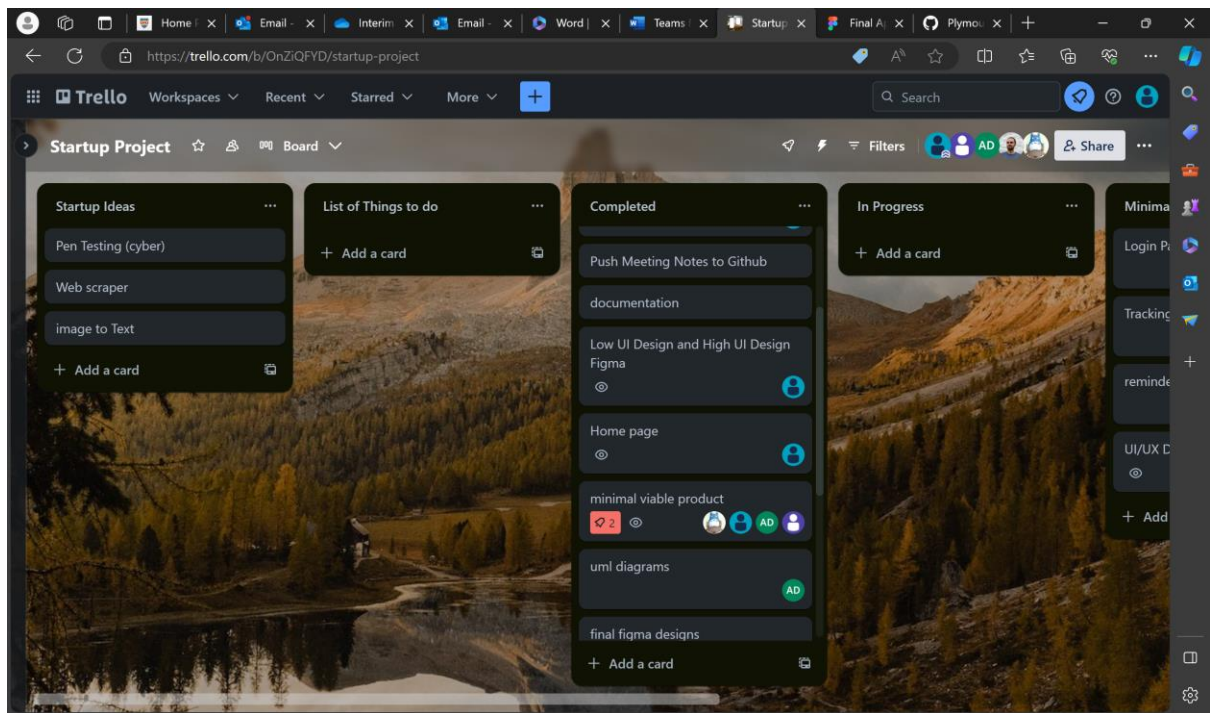 Home
Email -
Interim
Email -
Word |
Teams
Startup
Final A
Plymou
https://trello.com/b/OnZiQFYD/startup-project
Trello Workspaces Recent Starred More + Search
Startup Project Board Filters AD Share
Startup Ideas
Pen Testing (cyber)
Web scraper
image to Text
+ Add a card
List of Things to do
+ Add a card
Completed
Push Meeting Notes to Github
documentation
Low UI Design and High UI Design
Figma
Home page
minimal viable product
2 AD
uml diagrams
AD
final figma designs
+ Add a card
In Progress
+ Add a card
Minima
Login Pa
Tracking
reminde
UI/UX D
+ Add